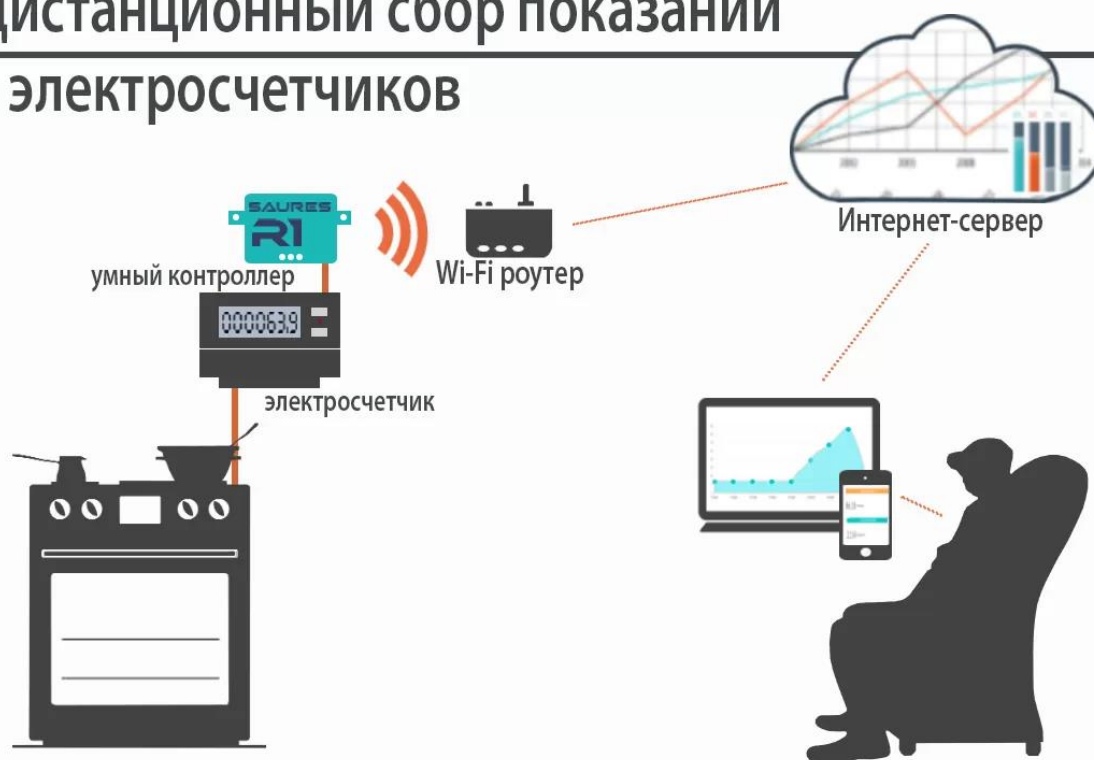 дистанционный сбор показаний
электросчетчиков
SAURES
R1
умный контроллер
Wi-Fi роутер
Интернет-сервер
000063.9
электросчетчик